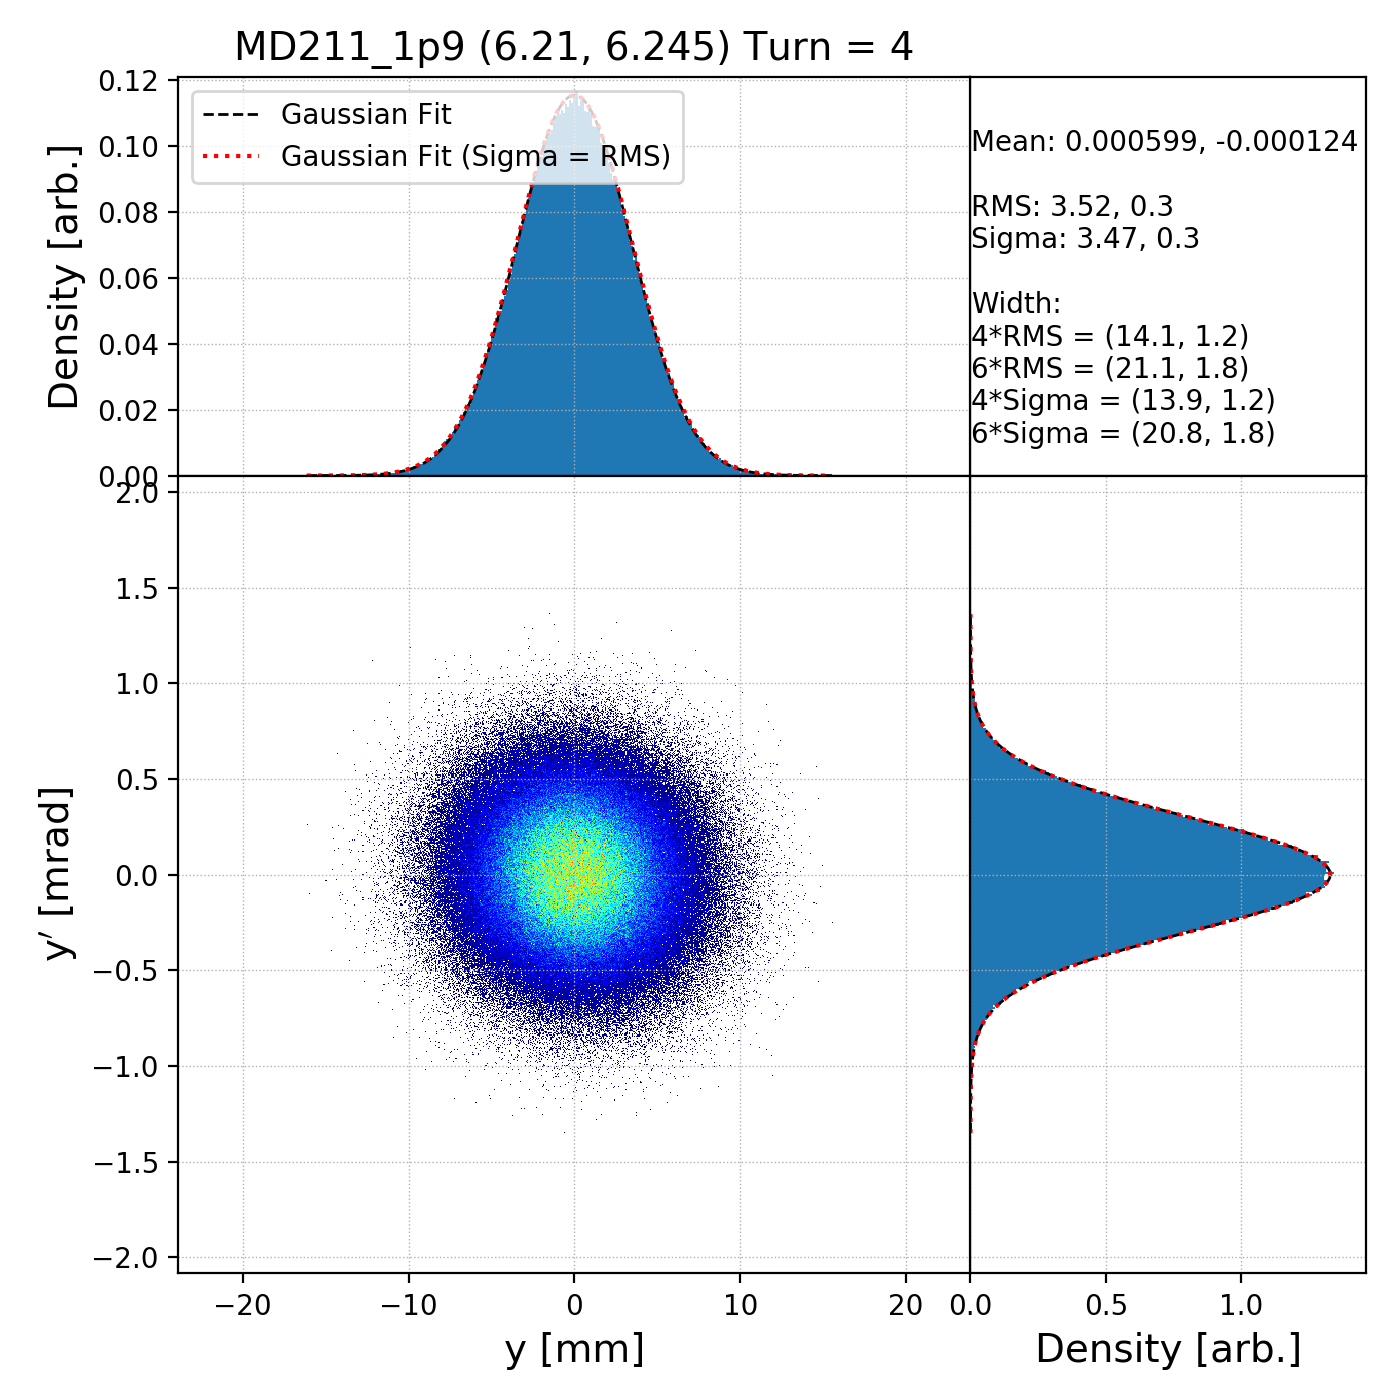 MD211_1p9 (6.21, 6.245) Turn = 4
Density [arb.]
0.12
0.10
0.08
0.06
0.04
0.02
0.00
Gaussian Fit
Gaussian Fit (Sigma = RMS)
Mean: 0.000599, -0.000124
RMS: 3.52, 0.3
Sigma: 3.47, 0.3
Width:
4*RMS = (14.1, 1.2)
6*RMS = (21.1, 1.8)
4*Sigma = (13.9, 1.2)
6*Sigma = (20.8, 1.8)
y′ [mrad]
2.0
1.5
1.0
0.5
0.0
−0.5
−1.0
−1.5
−2.0
−20 −10 0 10 20
y [mm]
0.0 0.5 1.0
Density [arb.]